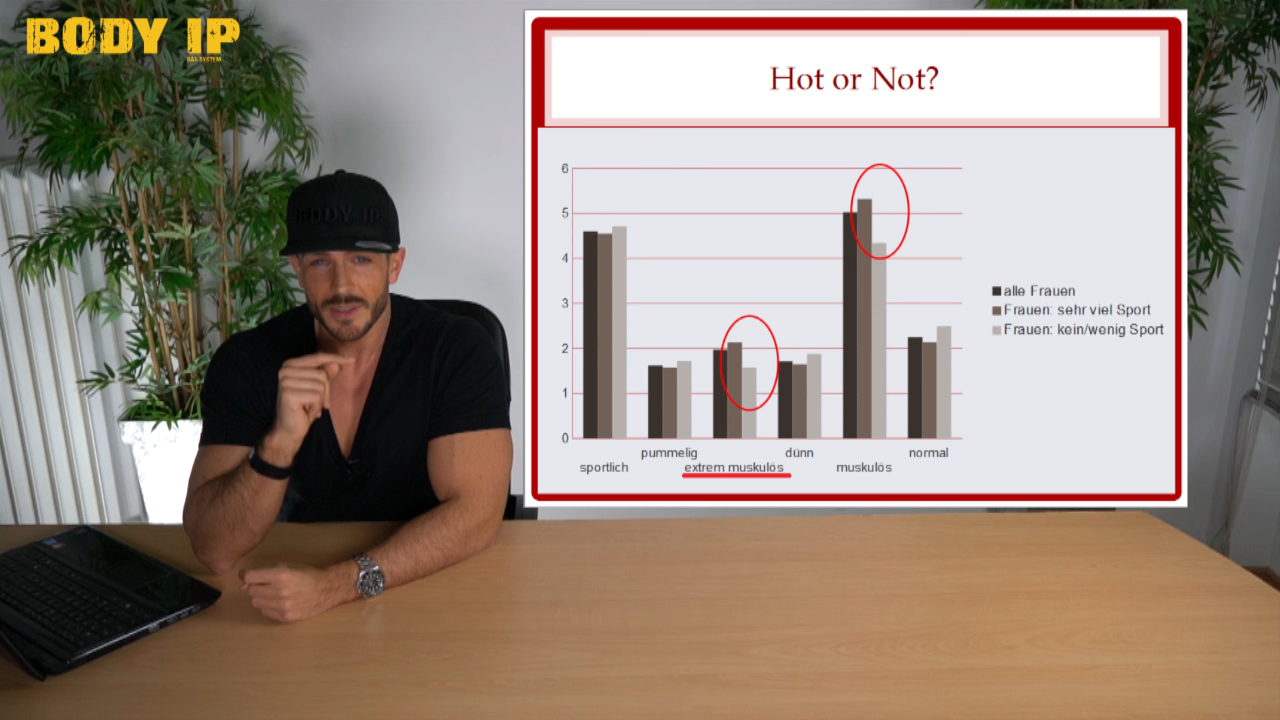 BODY IP
Hot or Not?
6
5
4
3
2
1
0
sportlich
pummelig
extrem muskulös
dünn
muskulös
normal
alle Frauen
Frauen: sehr viel Sport
Frauen: kein/wenig Sport
BODY IP